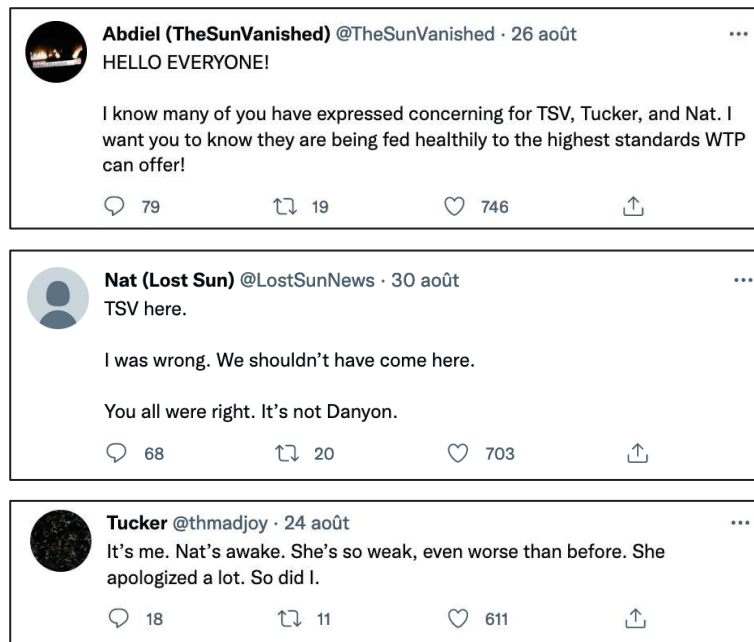 Abdiel (TheSunVanished) @TheSunVanished · 26 août
HELLO EVERYONE!
I know many of you have expressed concerning for TSV, Tucker, and Nat. I
want you to know they are being fed healthily to the highest standards WTP
can offer!
79 19 746
Nat (Lost Sun) @LostSunNews · 30 août
TSV here.
I was wrong. We shouldn't have come here.
You all were right. It's not Danyon.
68 20 703
Tucker @thmadjoy · 24 août
It's me. Nat's awake. She's so weak, even worse than before. She
apologized a lot. So did I.
18 11 611